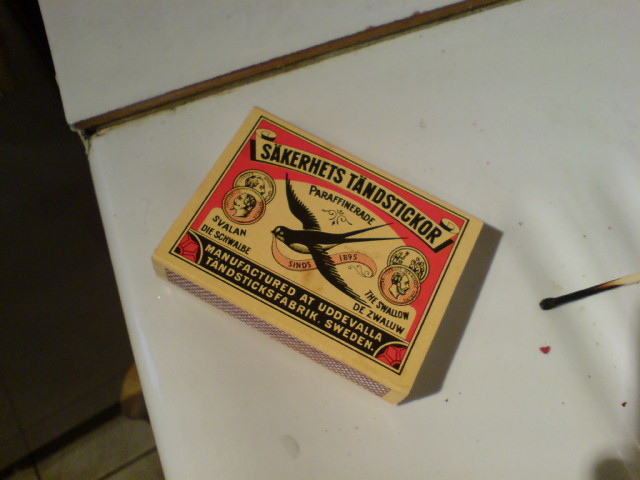 SÄKERHETS TÄNDSTICKOR
PARAFFINERADE
SVALAN
DIE SCHWALBE
SINDS 1895
THE SWALLOW
DE ZWALUW
MANUFACTURED AT UDDEVALLA
TÄNDSTICKSFABRIK. SWEDEN.